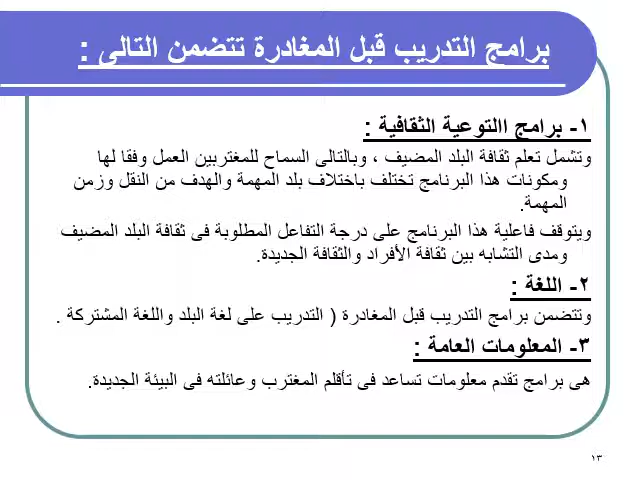 برامج التدريب قبل المغادرة تتضمن التالى :
١- برامج االتوعية الثقافية :
وتشمل تعلم ثقافة البلد المضيف ، وبالتالى السماح للمغتربين العمل وفقا لها
ومكونات هذا البرنامج تختلف باختلاف بلد المهمة والهدف من النقل وزمن
المهمة.
ويتوقف فاعلية هذا البرنامج على درجة التفاعل المطلوبة فى ثقافة البلد المضيف
ومدى التشابه بين ثقافة الأفراد والثقافة الجديدة.
٢- اللغة :
وتتضمن برامج التدريب قبل المغادرة ( التدريب على لغة البلد واللغة المشتركة .
٣- المعلومات العامة :
هى برامج تقدم معلومات تساعد فى تأقلم المغترب وعائلته فى البيئة الجديدة.
١٣